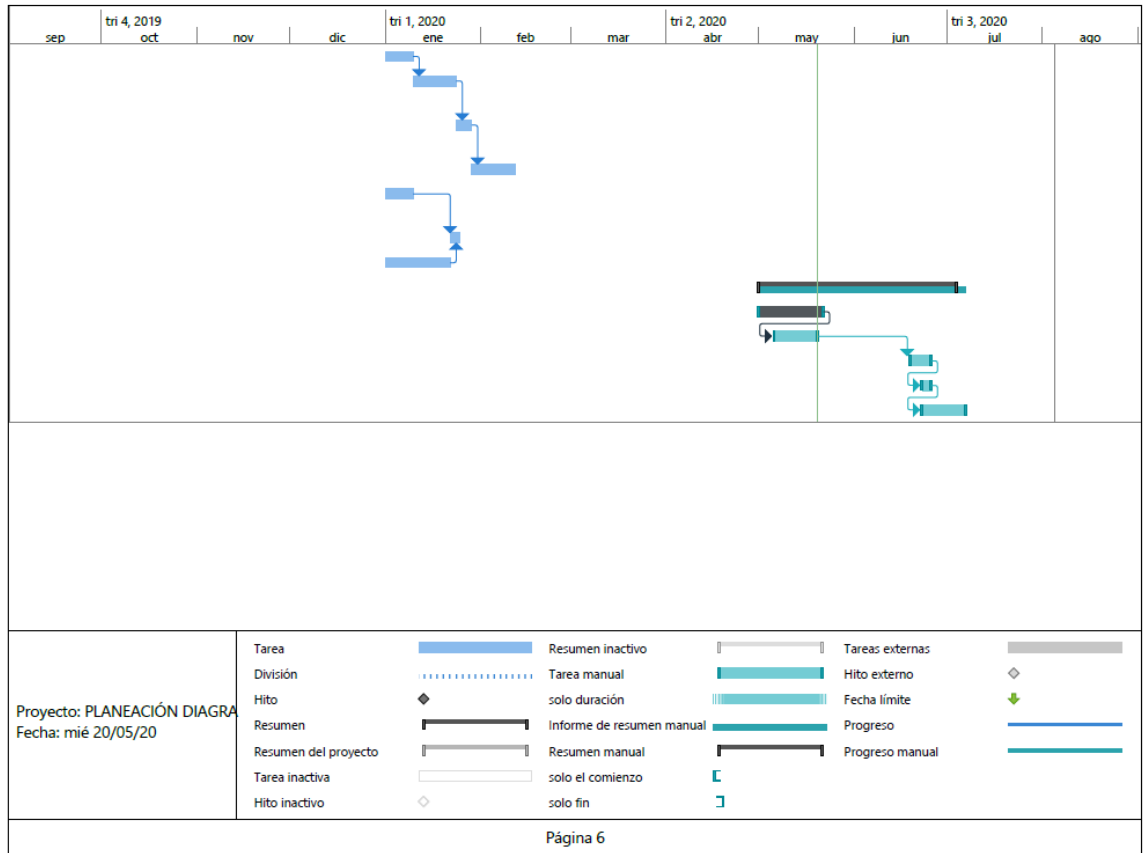 tri 4, 2019 tri 1, 2020 tri 2, 2020 tri 3, 2020
sep oct nov dic ene feb mar abr may jun jul ago
Tarea Resumen inactivo Tareas externas
División Tarea manual Hito externo
Hito solo duración Fecha límite
Resumen Informe de resumen manual Progreso
Resumen del proyecto Resumen manual Progreso manual
Tarea inactiva solo el comienzo
Hito inactivo solo fin
Proyecto: PLANEACIÓN DIAGRA
Fecha: mié 20/05/20
Página 6